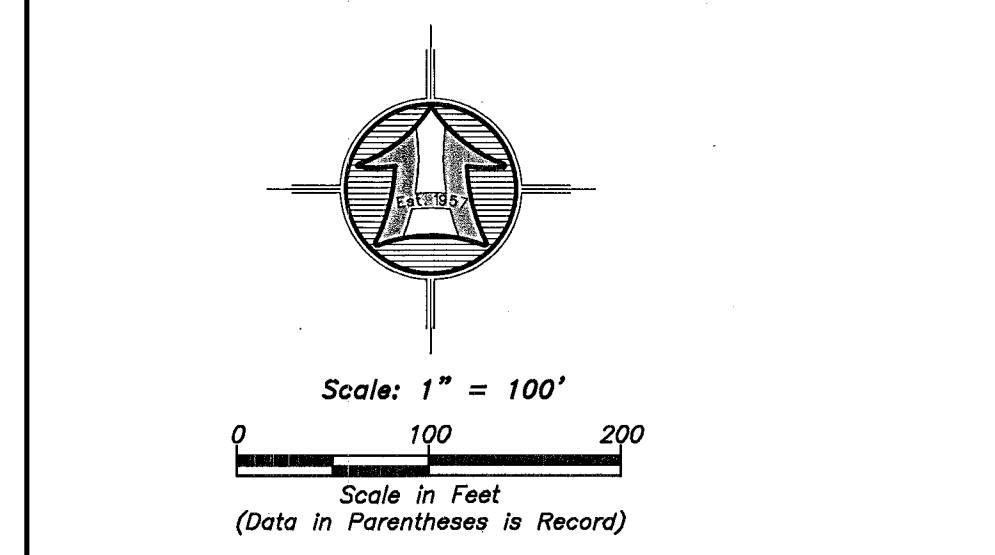 Est. 1957
Scale: 1" = 100'
0 100 200
Scale in Feet
(Data in Parentheses is Record)